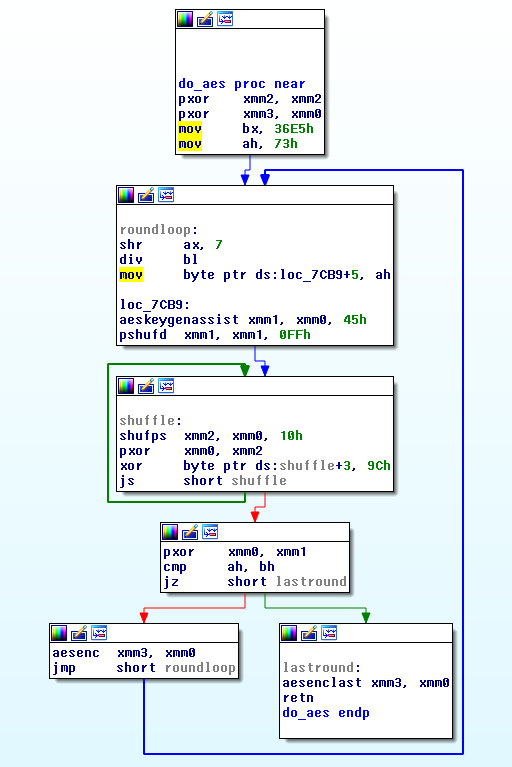 do_aes proc near
pxor xmm2, xmm2
pxor xmm3, xmm0
mov bx, 36E5h
mov ah, 73h
roundloop:
shr ax, 7
div bl
mov byte ptr ds:loc_7CB9+5, ah
loc_7CB9:
aeskeygenassist xmm1, xmm0, 45h
pshufd xmm1, xmm1, 0FFh
shuffle:
shufps xmm2, xmm0, 10h
pxor xmm0, xmm2
xor byte ptr ds:shuffle+3, 9Ch
js short shuffle
pxor xmm0, xmm1
cmp ah, bh
jz short lastround
aesenc xmm3, xmm0
jmp short roundloop
lastround:
aesenclast xmm3, xmm0
retn
do_aes endp